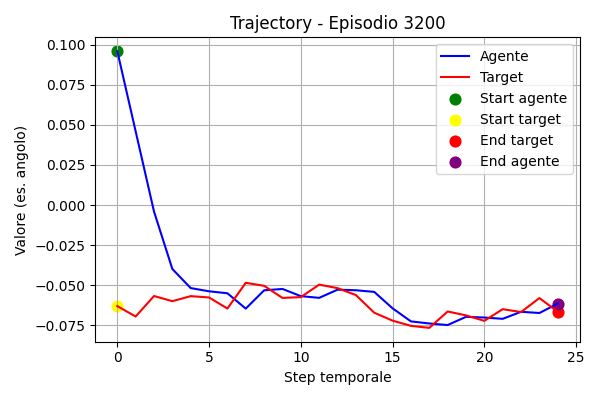 Trajectory - Episodio 3200
Valore (es. angolo)
0.100
0.075
0.050
0.025
0.000
−0.025
−0.050
−0.075
0
5
10
15
20
25
Step temporale
Agente
Target
Start agente
Start target
End target
End agente